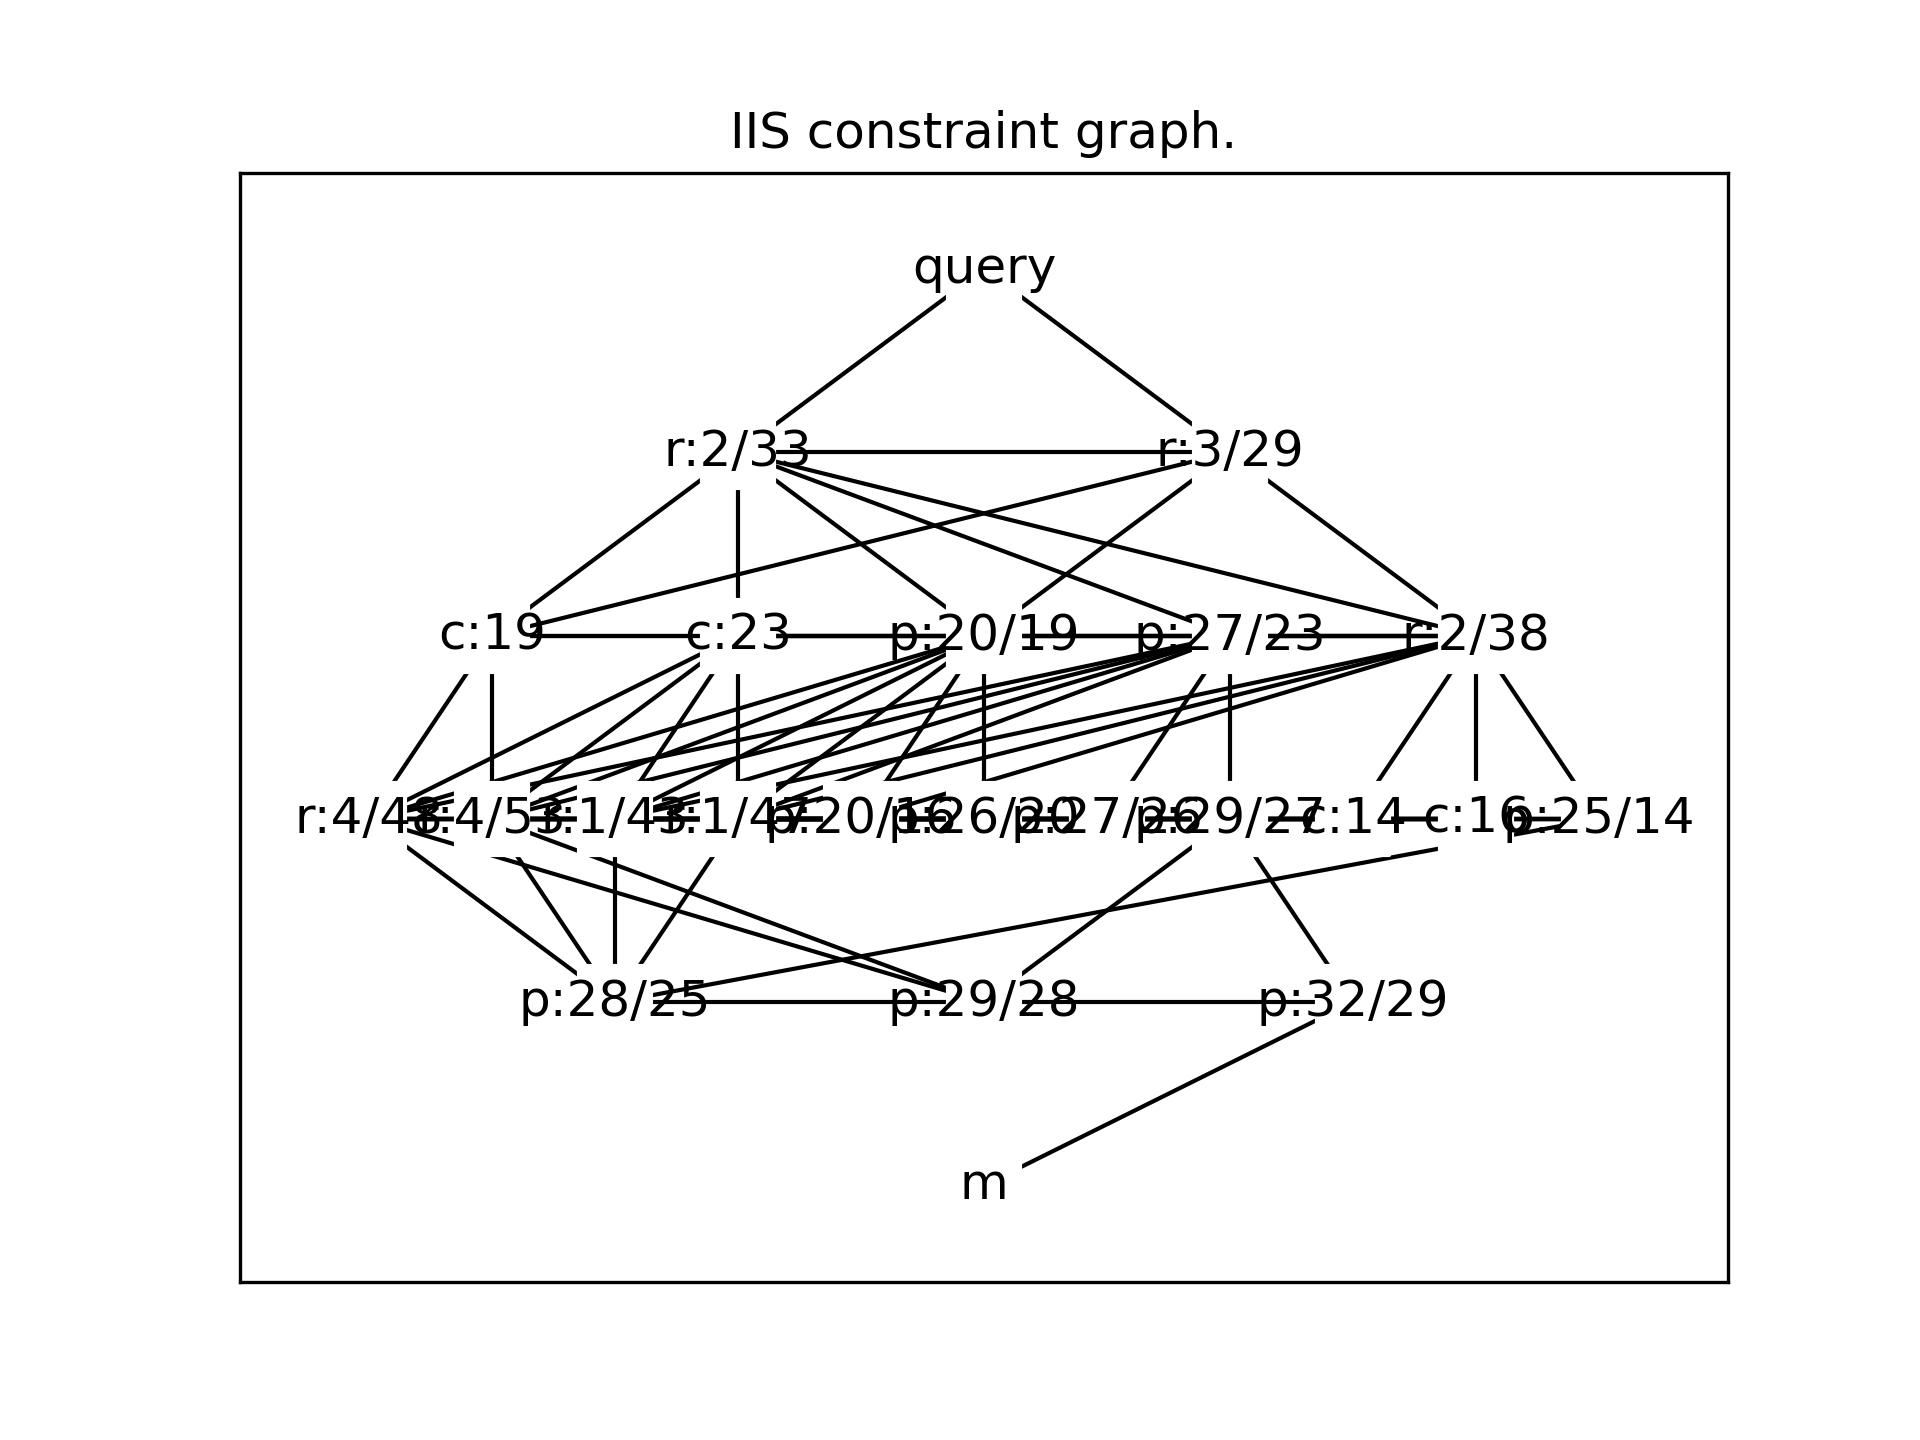 IIS constraint graph.
query
r:2/33 r:3/29
c:19 c:23 p:20/19 p:27/23 r:2/38
r:4/48 r:4/53 r:1/43 r:1/47 p:20/16 p:26/20 p:27/26 p:29/27 c:14 c:16 p:25/14
p:28/25 p:29/28 p:32/29
m